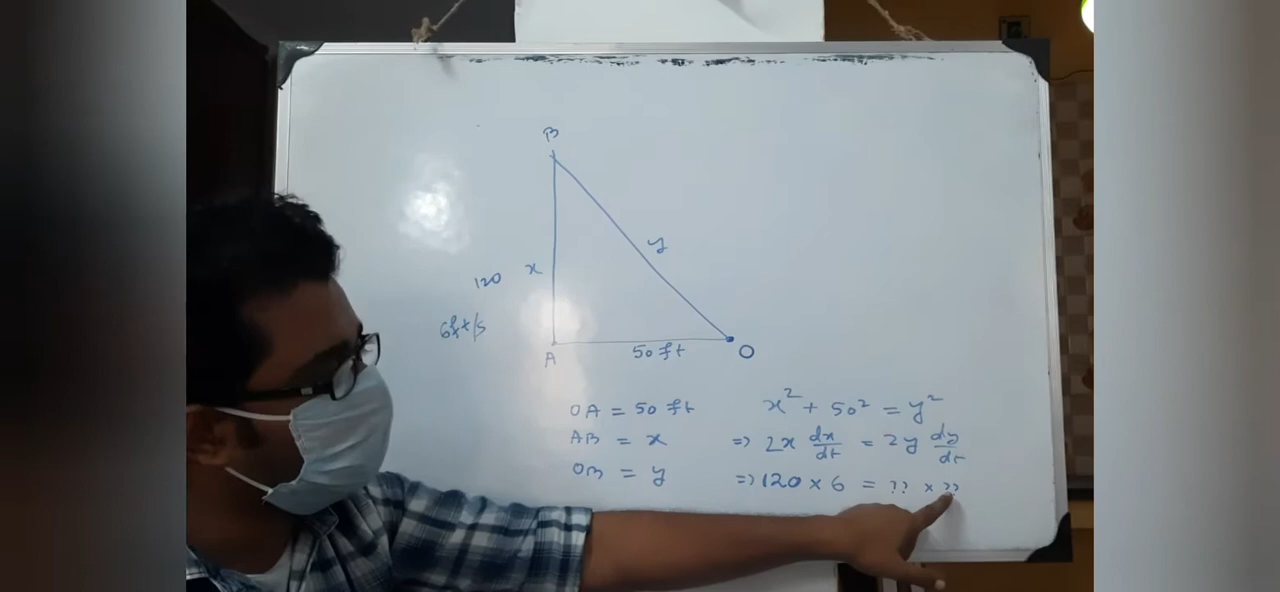 B
y
120 x
6ft/s
A 50 ft O
OA = 50 ft x² + 50² = y²
AB = x => 2x dx/dt = 2y dy/dt
OB = y => 120 × 6 = ?? × ??